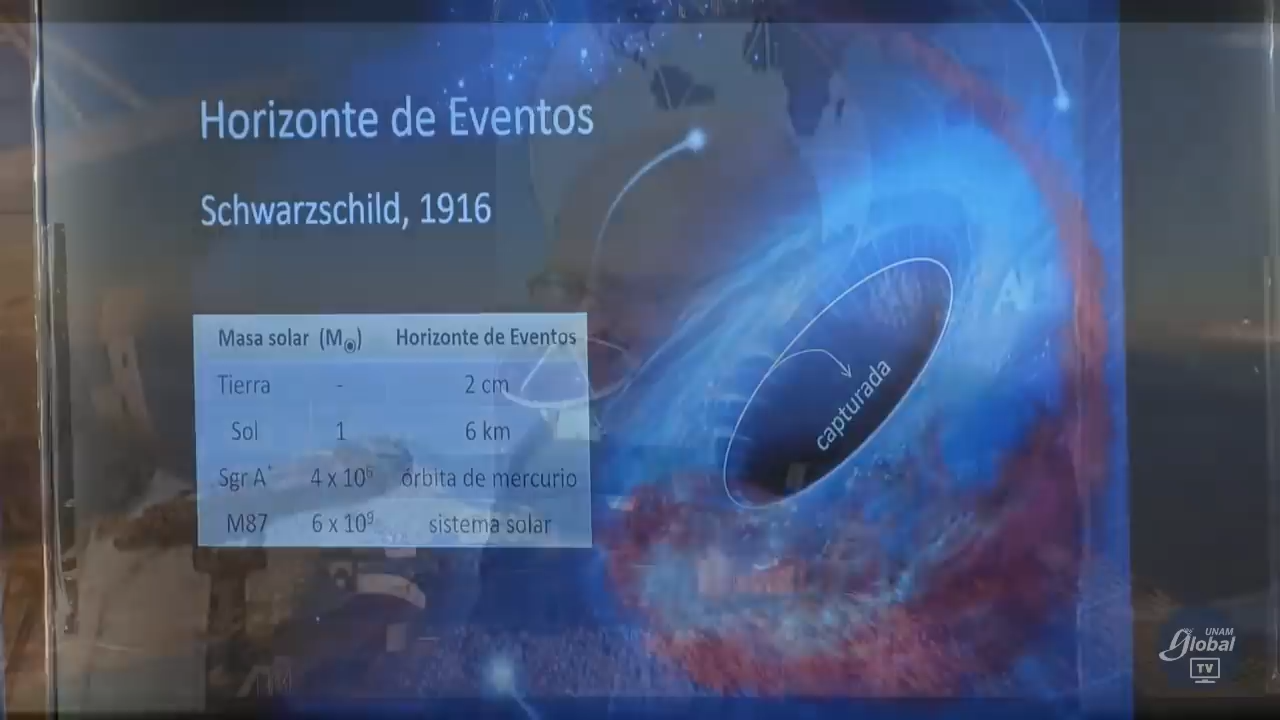 Horizonte de Eventos
Schwarzschild, 1916
Masa solar (M☉) Horizonte de Eventos
Tierra - 2 cm
Sol 1 6 km
Sgr A* 4 x 10⁶ órbita de mercurio
M87 6 x 10⁹ sistema solar
capturada
UNAM
global
TV